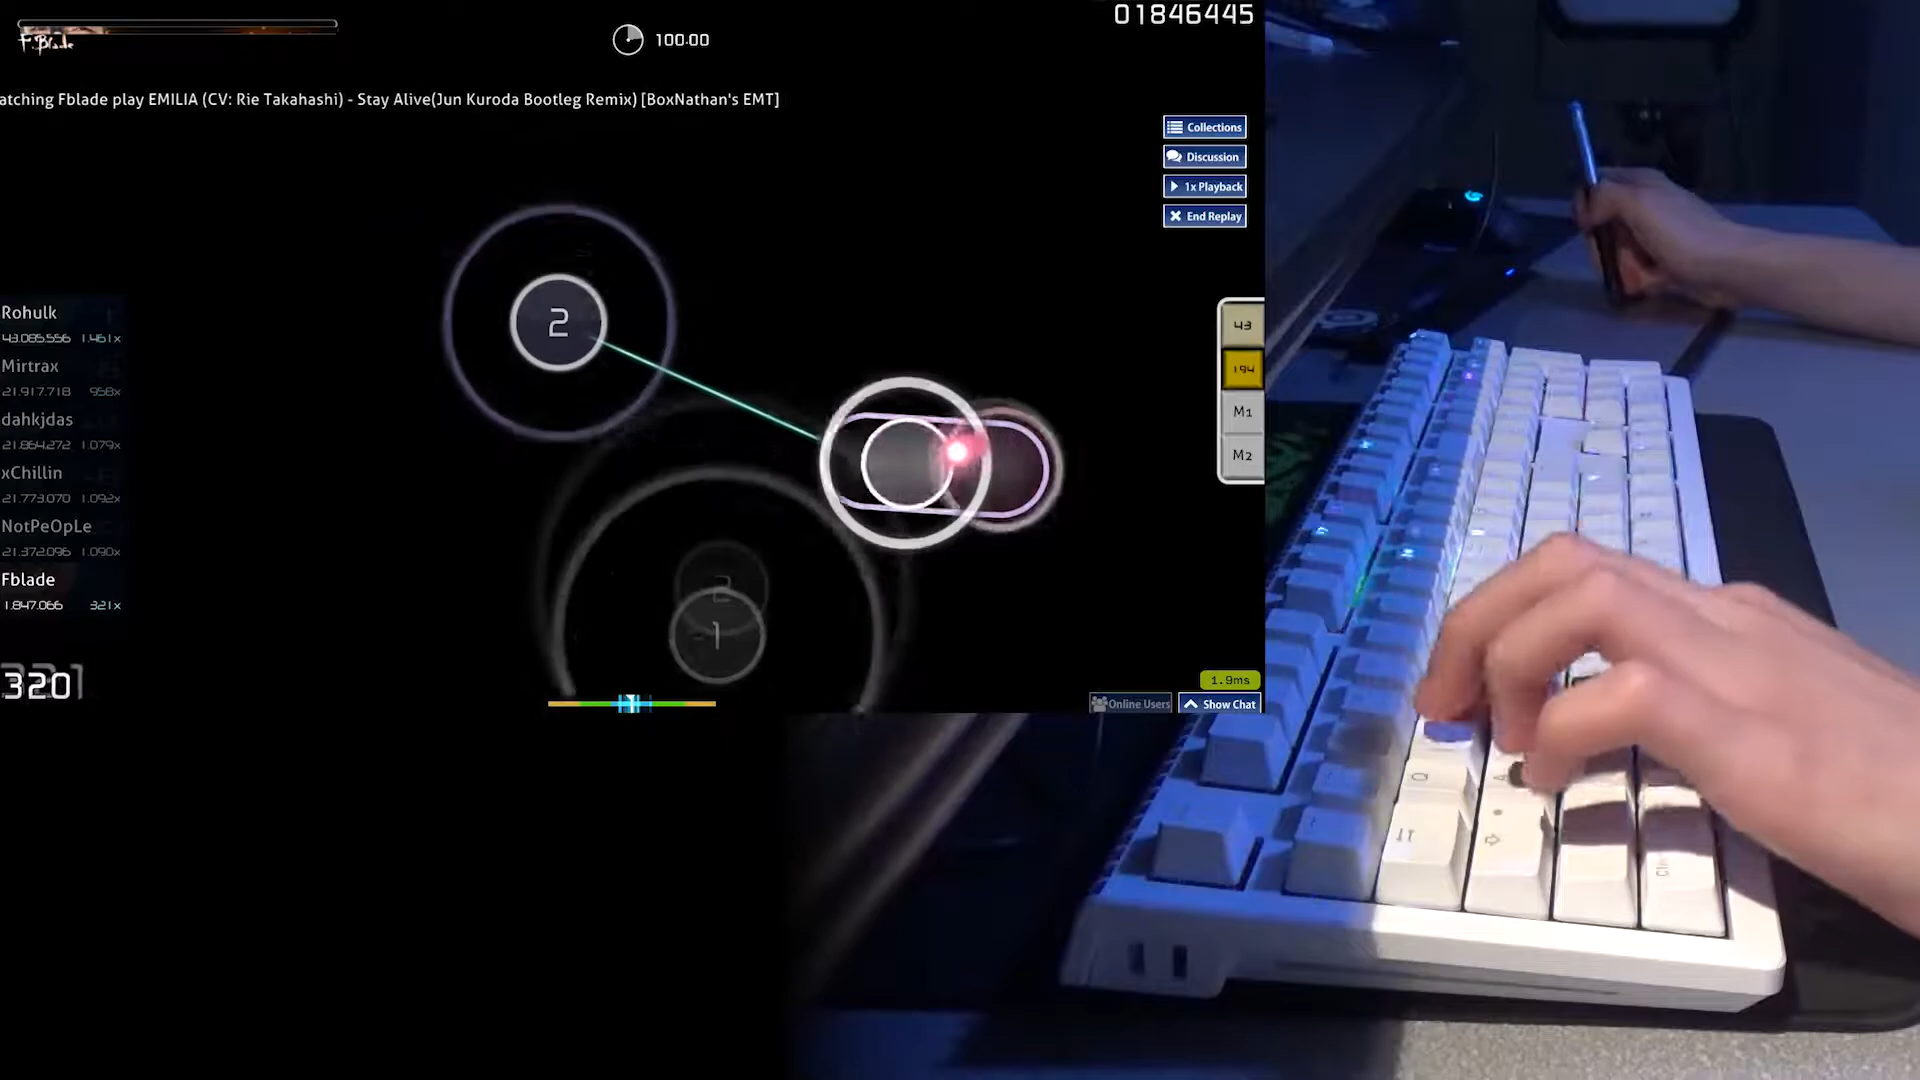 01846445
F.Blade
100.00
atching Fblade play EMILIA (CV: Rie Takahashi) - Stay Alive(Jun Kuroda Bootleg Remix) [BoxNathan's EMT]
Collections
Discussion
1x Playback
End Replay
Rohulk
43.085.556 1.461x
Mirtrax
21.917.718 958x
dahkjdas
21.864.272 1.079x
xChillin
21.773.070 1.092x
NotPeOpLe
21.372.096 1.090x
Fblade
1.847.066 321x
2
2
1
43
194
M1
M2
320
1.9ms
Online Users
Show Chat
Q
A